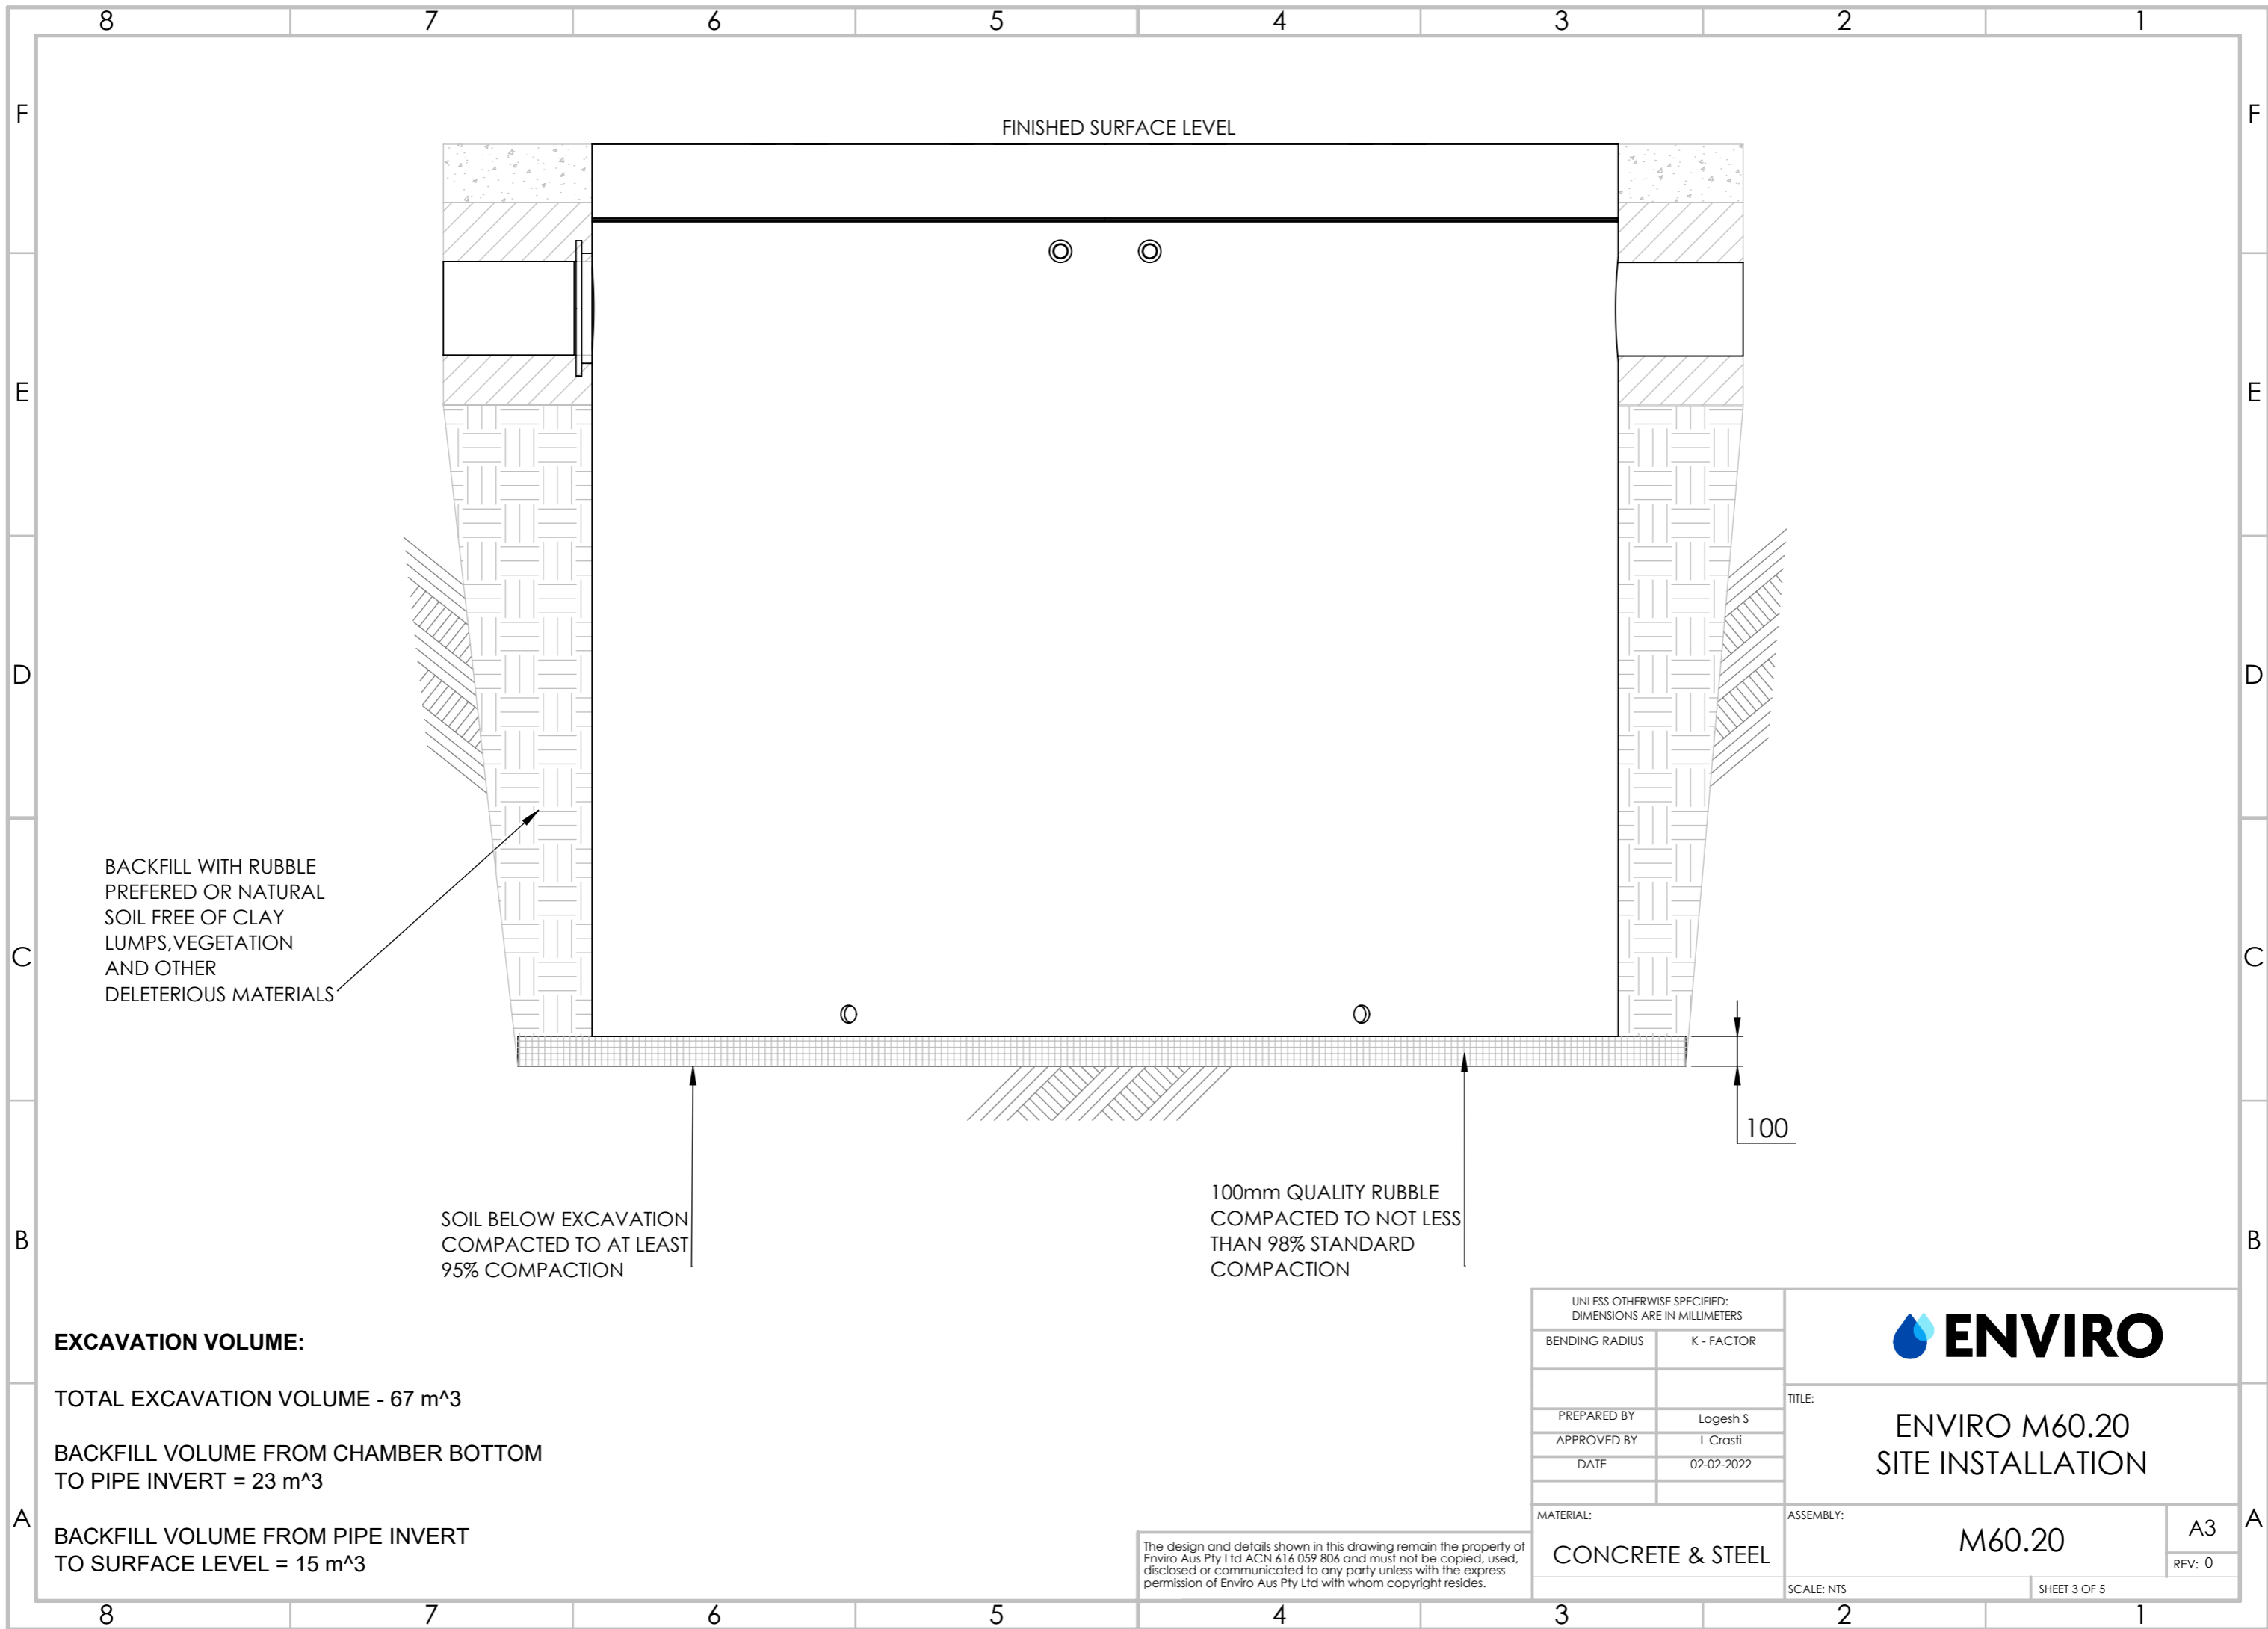 8 7 6 5 4 3 2 1
F F
FINISHED SURFACE LEVEL
E E
D D
BACKFILL WITH RUBBLE
PREFERED OR NATURAL
SOIL FREE OF CLAY
LUMPS,VEGETATION
AND OTHER
DELETERIOUS MATERIALS
C C
100
SOIL BELOW EXCAVATION
COMPACTED TO AT LEAST
95% COMPACTION
100mm QUALITY RUBBLE
COMPACTED TO NOT LESS
THAN 98% STANDARD
COMPACTION
B B
EXCAVATION VOLUME:
TOTAL EXCAVATION VOLUME - 67 m^3
BACKFILL VOLUME FROM CHAMBER BOTTOM
TO PIPE INVERT = 23 m^3
BACKFILL VOLUME FROM PIPE INVERT
TO SURFACE LEVEL = 15 m^3
A A
The design and details shown in this drawing remain the property of
Enviro Aus Pty Ltd ACN 616 059 806 and must not be copied, used,
disclosed or communicated to any party unless with the express
permission of Enviro Aus Pty Ltd with whom copyright resides.
UNLESS OTHERWISE SPECIFIED:
DIMENSIONS ARE IN MILLIMETERS
BENDING RADIUS K - FACTOR
PREPARED BY Logesh S
APPROVED BY L Crasti
DATE 02-02-2022
MATERIAL:
CONCRETE & STEEL
ENVIRO
TITLE:
ENVIRO M60.20
SITE INSTALLATION
ASSEMBLY:
M60.20
A3
REV: 0
SCALE: NTS
SHEET 3 OF 5
8 7 6 5 4 3 2 1